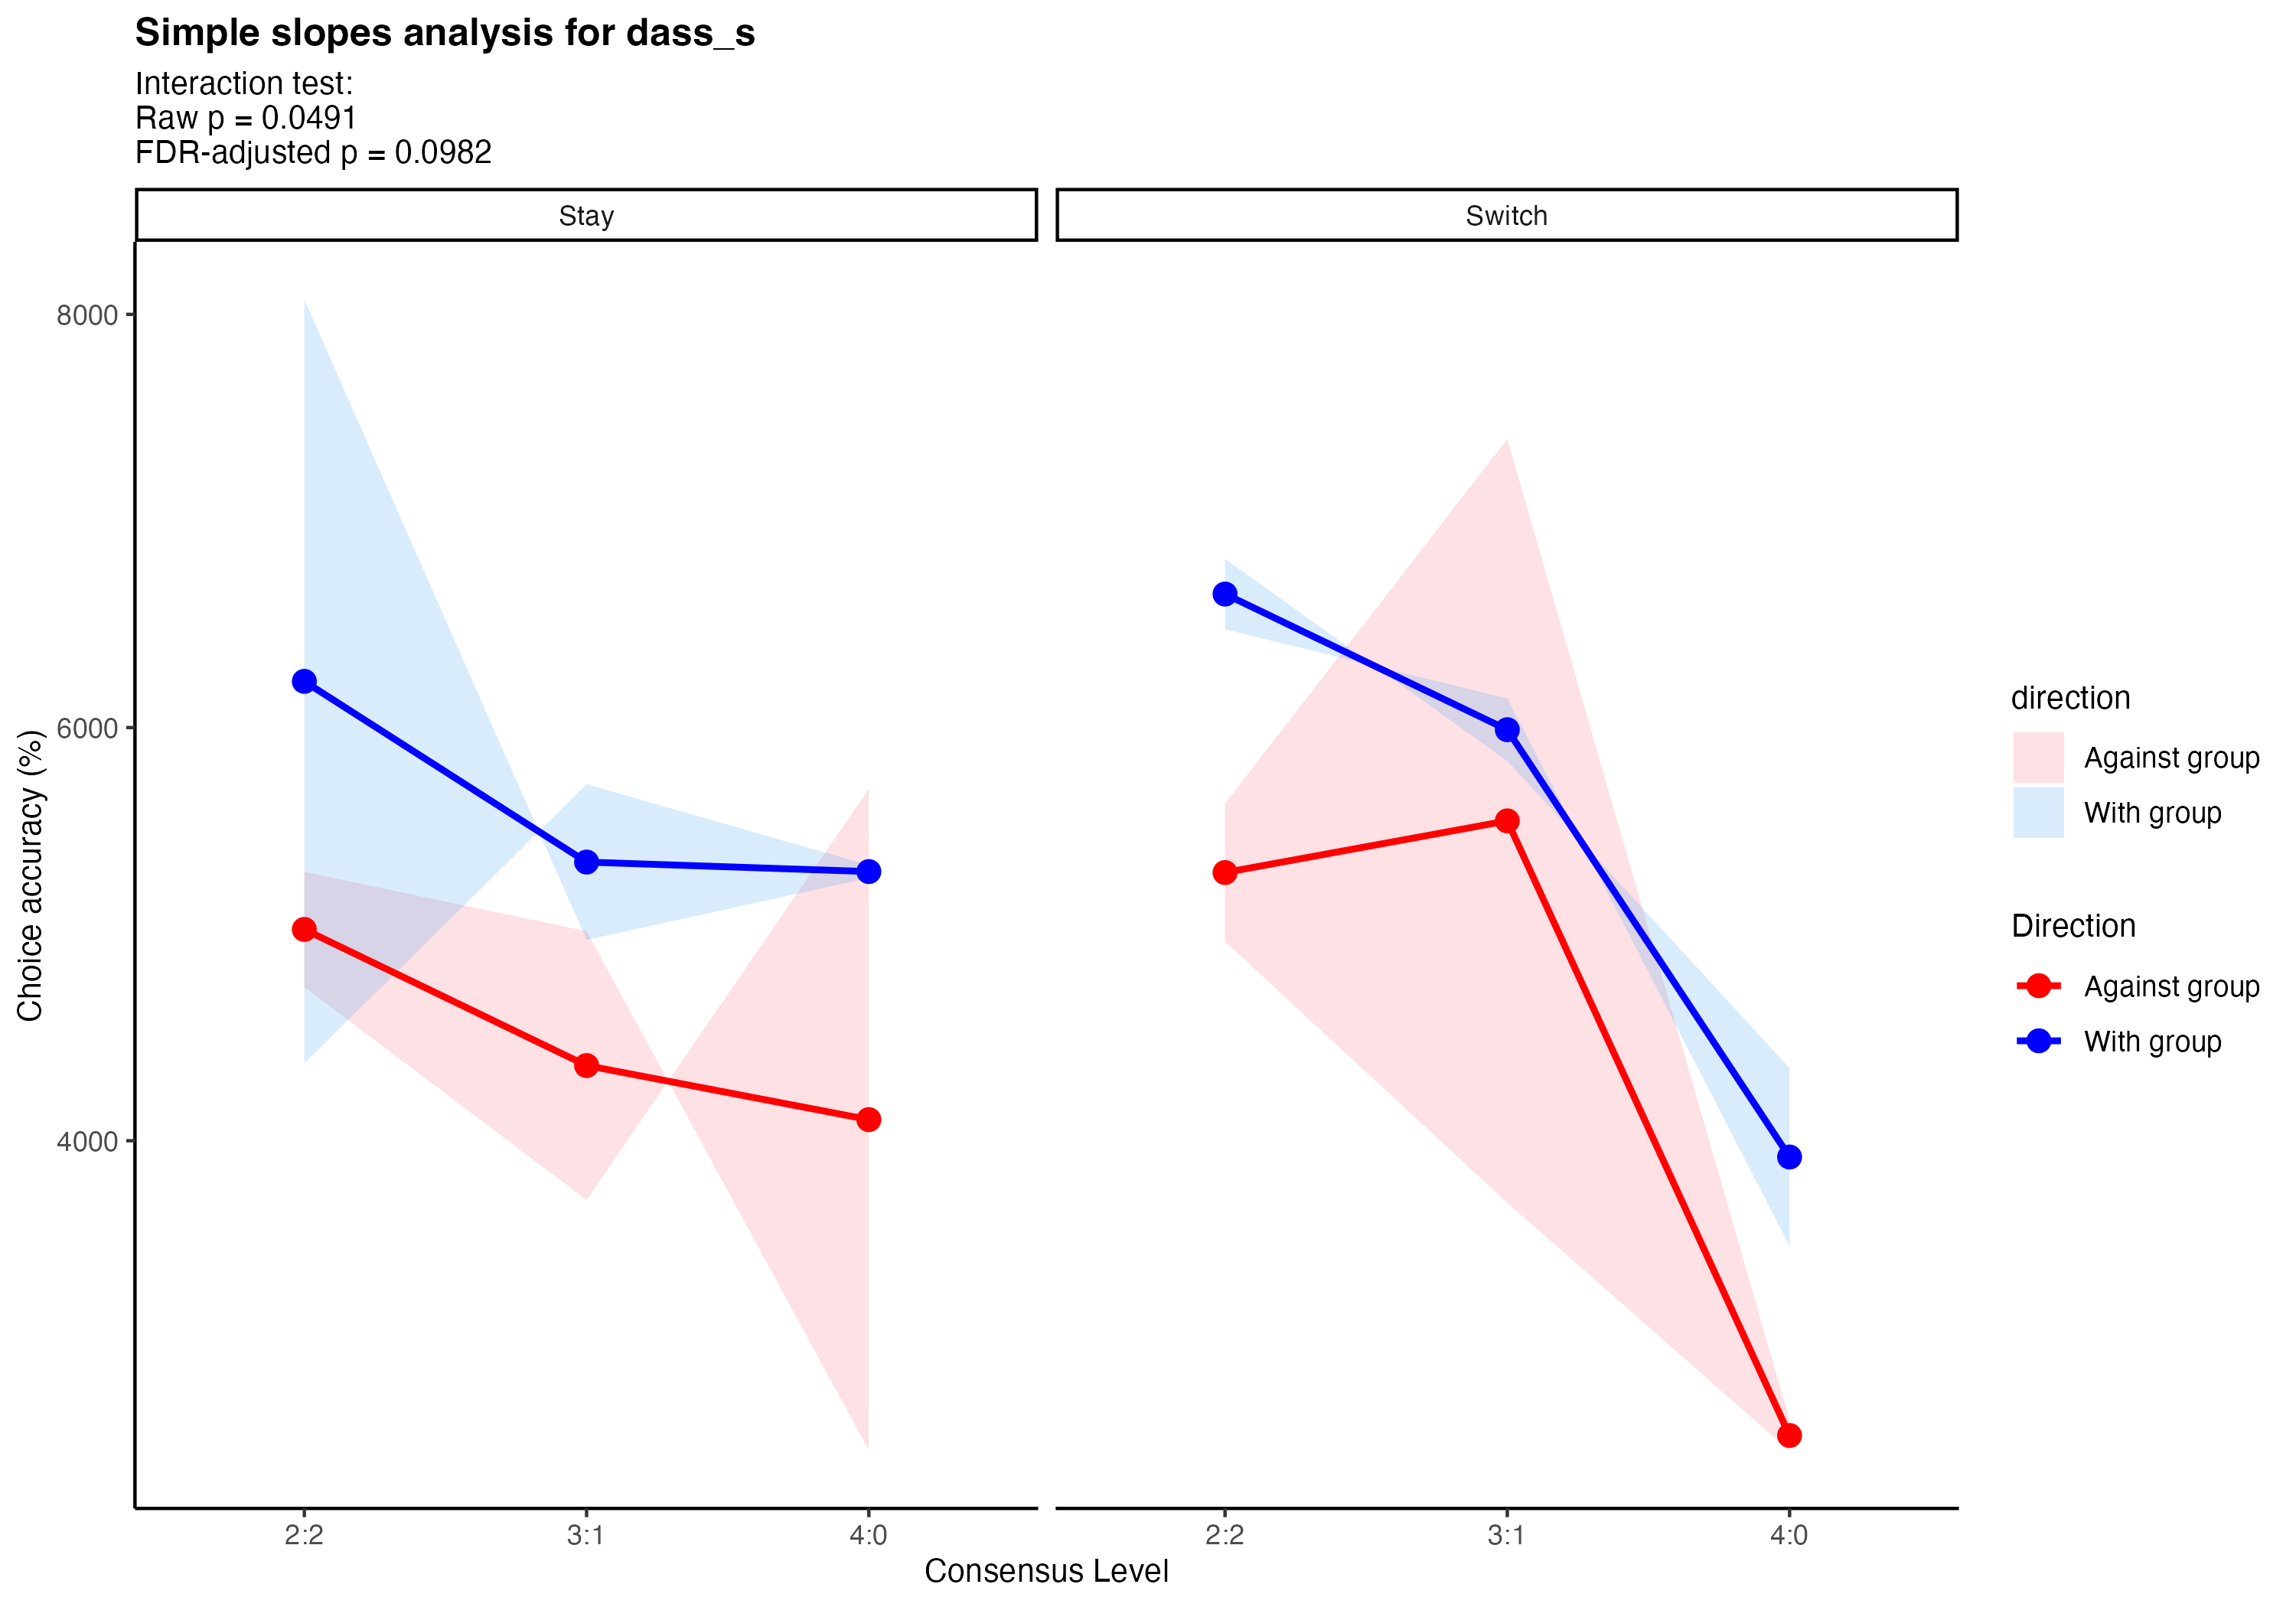 Simple slopes analysis for dass_s
Interaction test:
Raw p = 0.0491
FDR-adjusted p = 0.0982
Stay
Switch
Choice accuracy (%)
8000
6000
4000
2:2
3:1
4:0
2:2
3:1
4:0
Consensus Level
direction
Against group
With group
Direction
Against group
With group